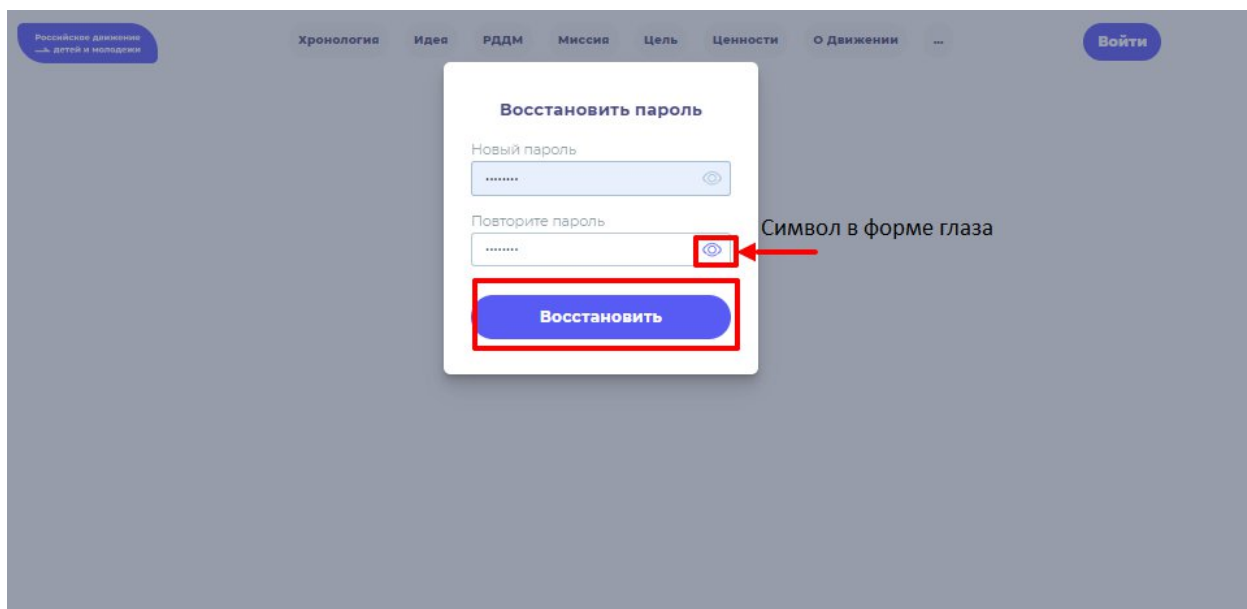 Российское движение
детей и молодежи
Хронология Идея РДДМ Миссия Цель Ценности О Движении ...
Войти
Восстановить пароль
Новый пароль
••••••••
Повторите пароль
••••••••
Символ в форме глаза
Восстановить